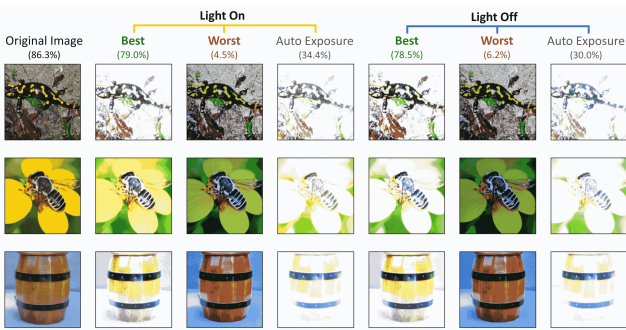 Light On
Light Off
Original Image
Best
Worst
Auto Exposure
Best
Worst
Auto Exposure
(86.3%)
(79.0%)
(4.5%)
(34.4%)
(78.5%)
(6.2%)
(30.0%)